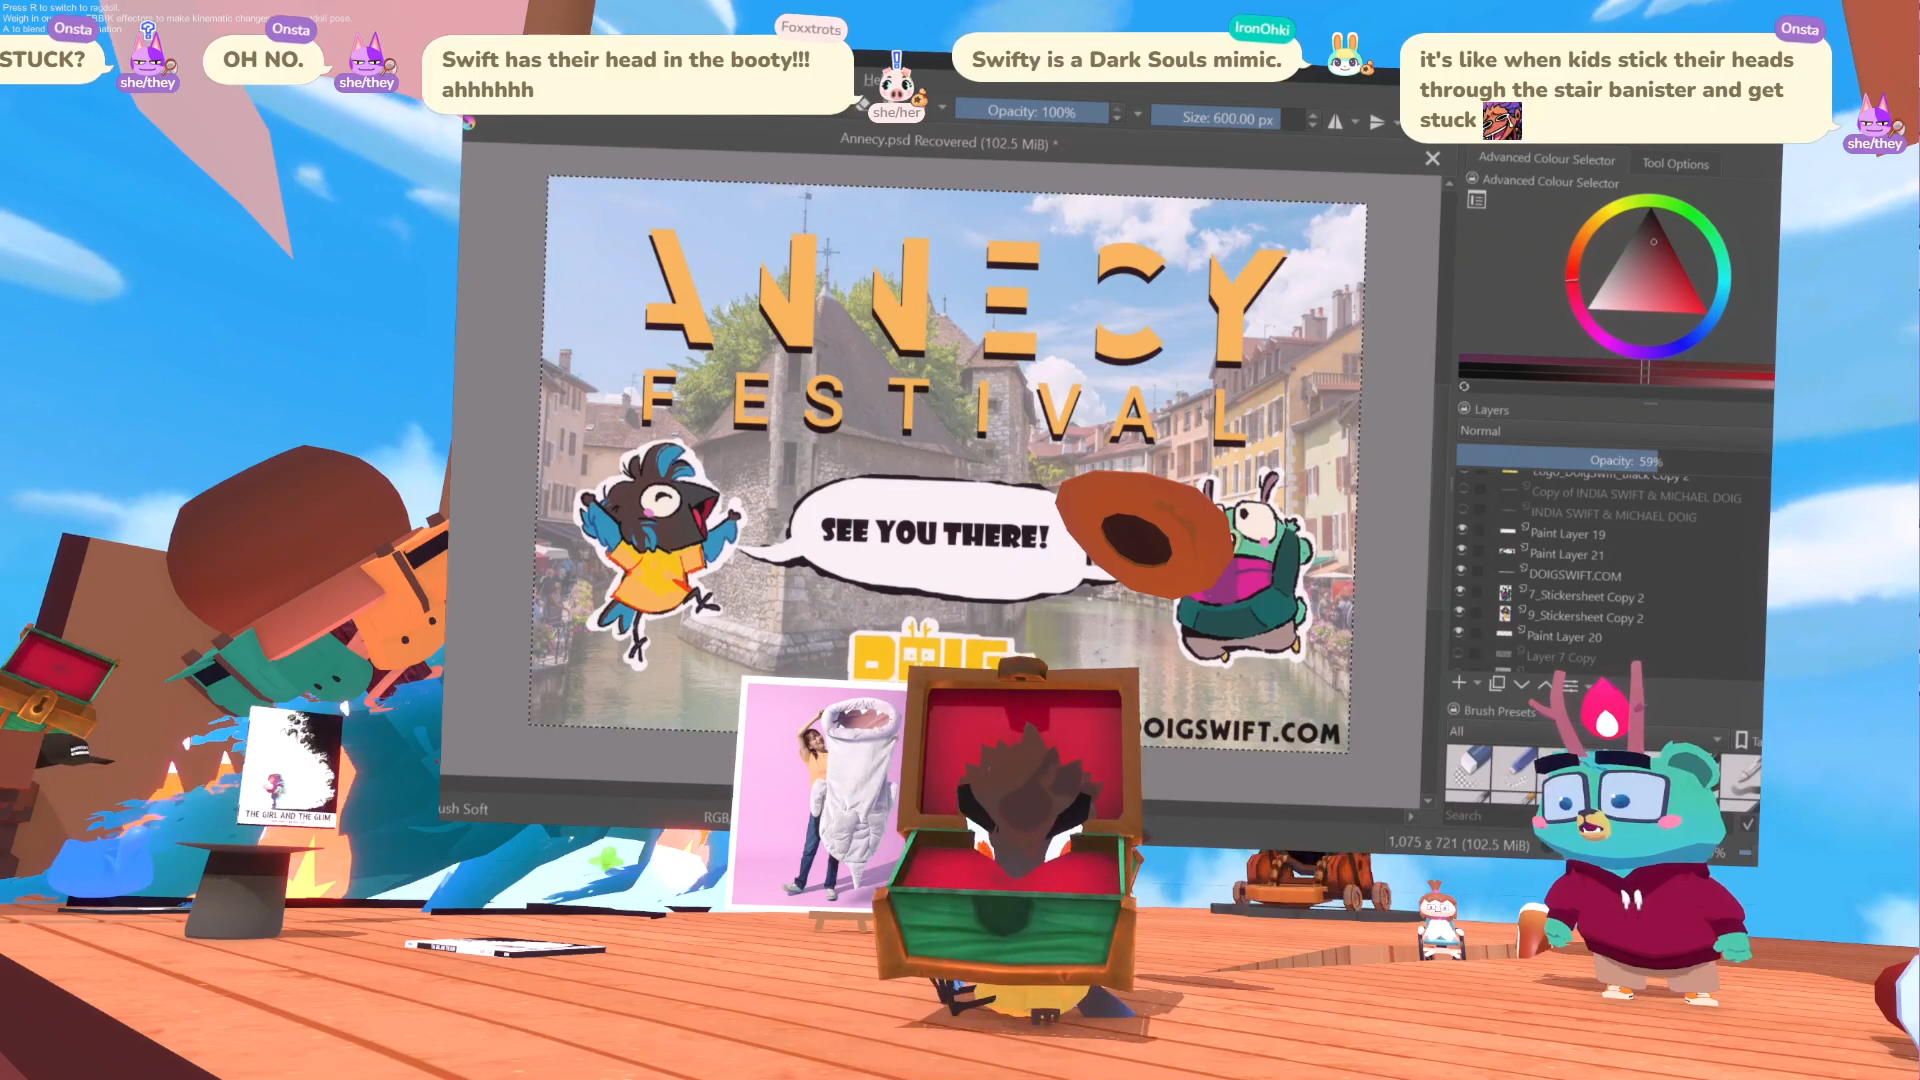 Press R to switch to ragdoll.
Onsta
STUCK?
she/they
Onsta
OH NO.
she/they
Foxxtrots
Swift has their head in the booty!!!
ahhhhhh
she/her
IronOhki
Swifty is a Dark Souls mimic.
Onsta
it's like when kids stick their heads
through the stair banister and get
stuck
she/they
Opacity: 100%
Size: 600.00 px
Annecy.psd Recovered (102.5 MiB) *
Advanced Colour Selector
Tool Options
Advanced Colour Selector
ANNECY
FESTIVAL
SEE YOU THERE!
DOIG
DOIGSWIFT.COM
Layers
Normal
Opacity: 59%
Logo_DoigSwift_Black Copy 2
Copy of INDIA SWIFT & MICHAEL DOIG
INDIA SWIFT & MICHAEL DOIG
Paint Layer 19
Paint Layer 21
DOIGSWIFT.COM
7_Stickersheet Copy 2
9_Stickersheet Copy 2
Paint Layer 20
Layer 7 Copy
Brush Presets
All
Search
1,075 x 721 (102.5 MiB)
ush Soft
RGB
THE GIRL AND THE GLIM